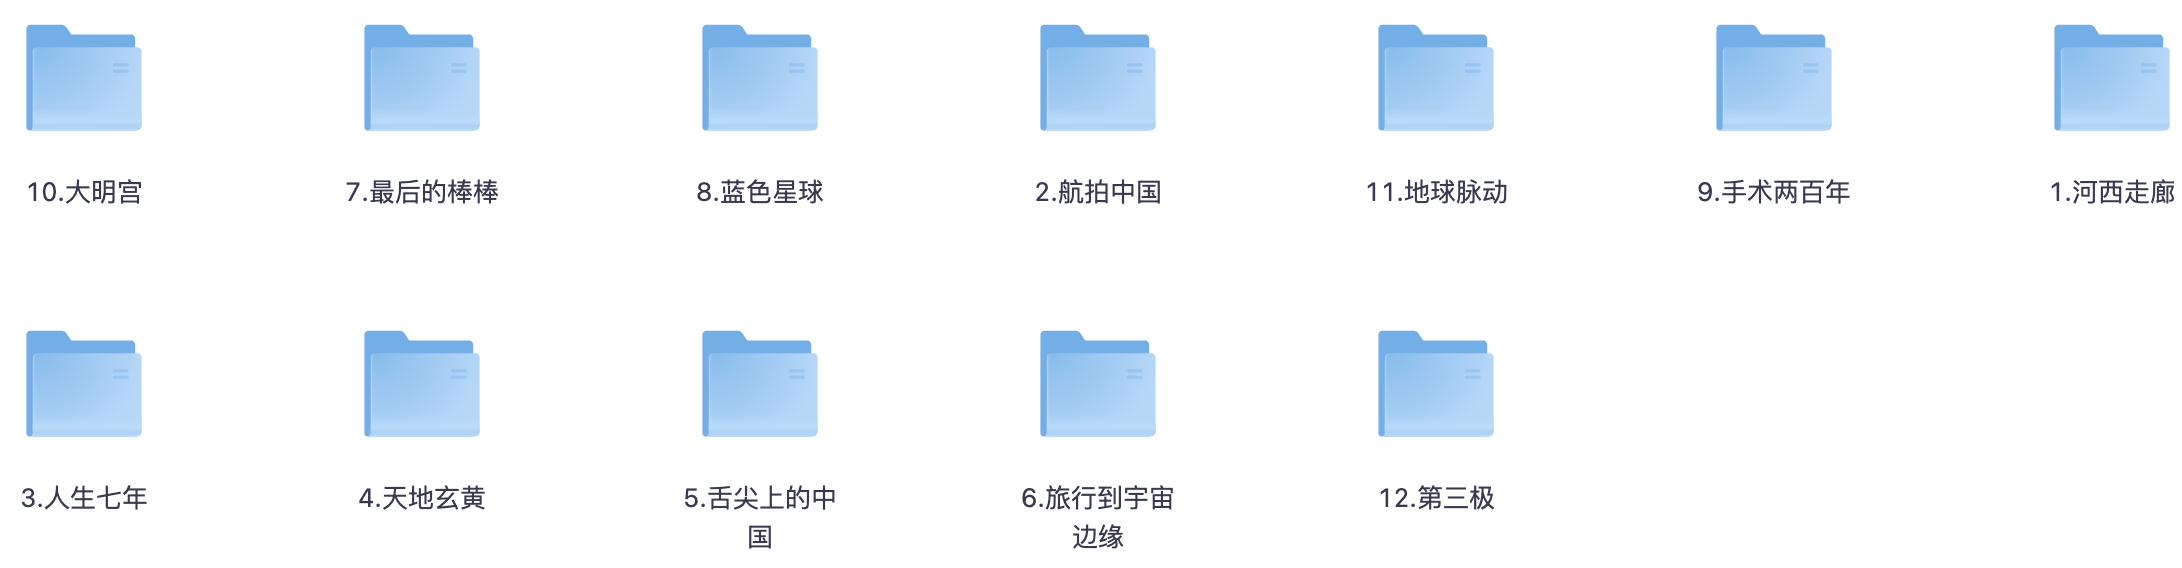 10.大明宫
7.最后的棒棒
8.蓝色星球
2.航拍中国
11.地球脉动
9.手术两百年
1.河西走廊
3.人生七年
4.天地玄黄
5.舌尖上的中
国
6.旅行到宇宙
边缘
12.第三极